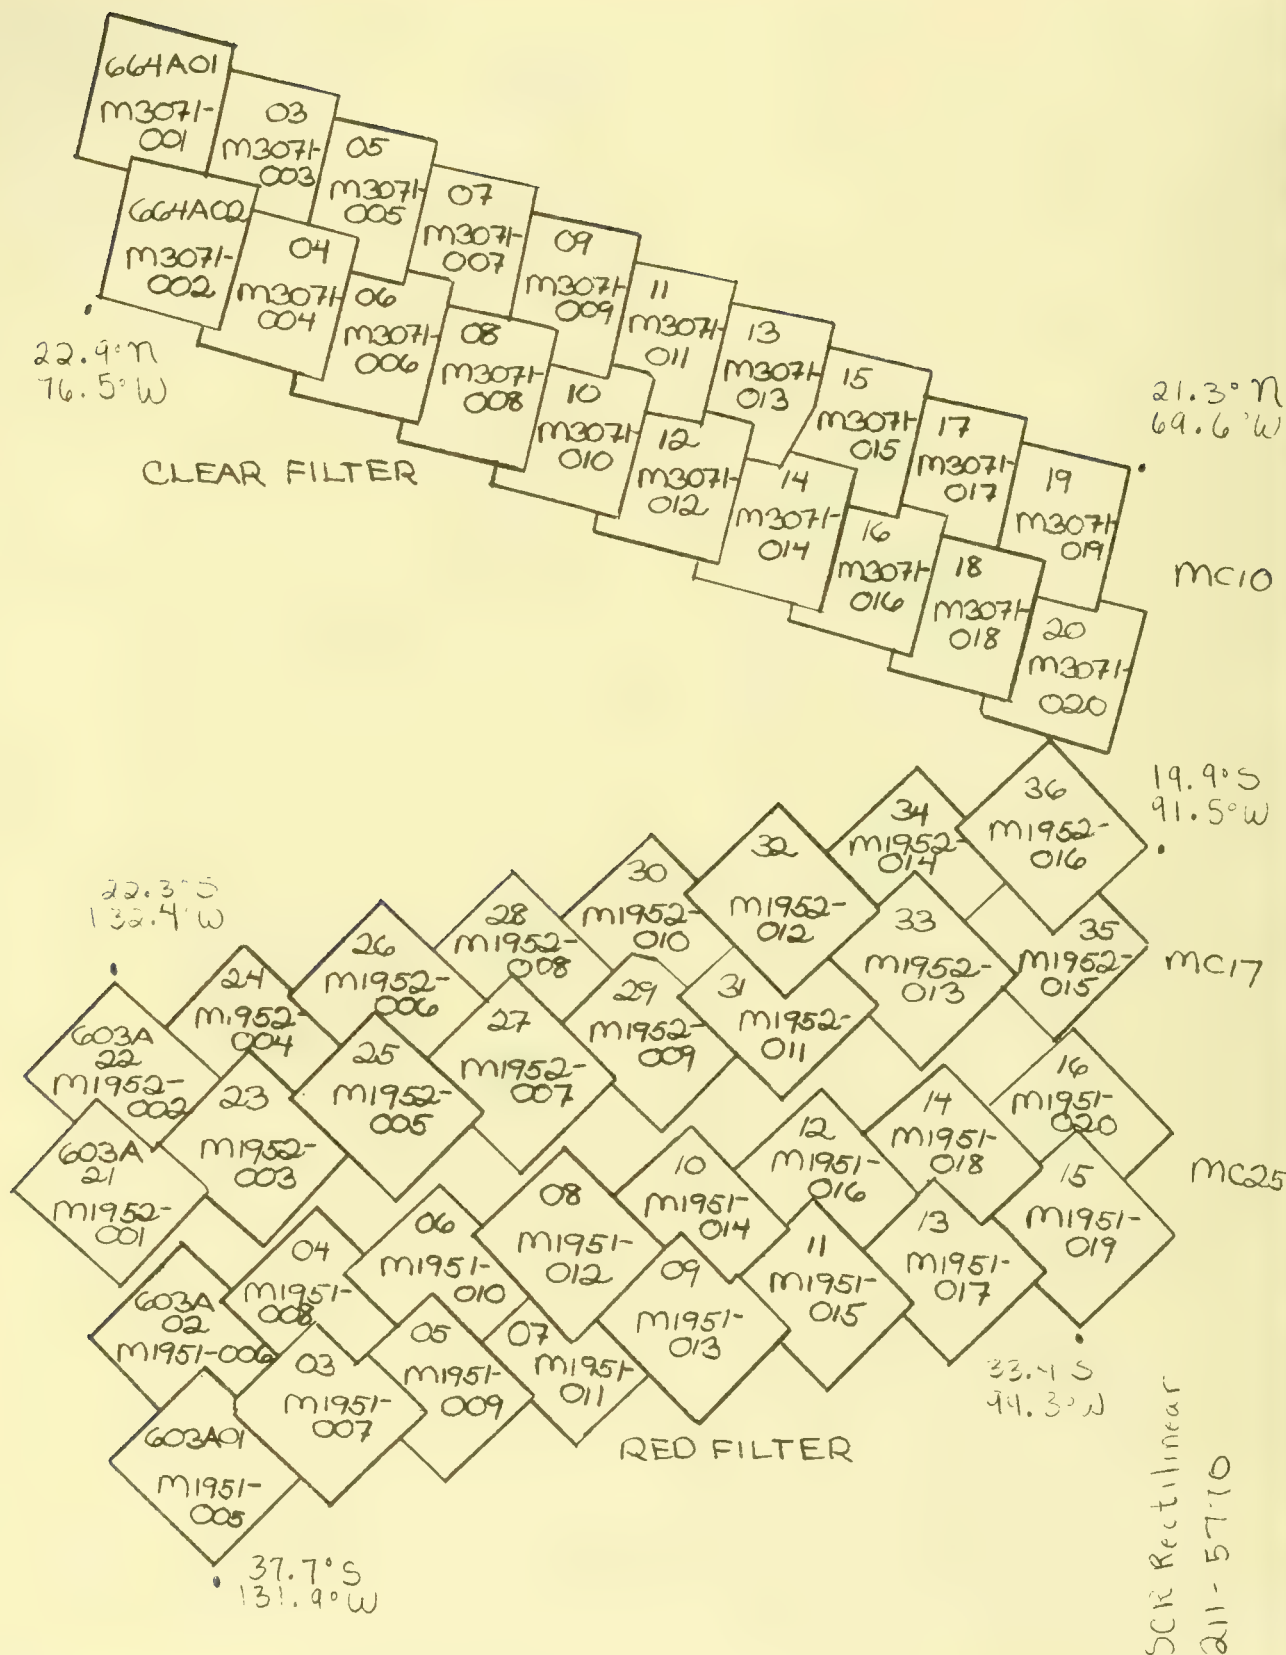 664A01
M3071-
001
03
M3071-
003
05
M3071-
005
07
M3071-
007
09
M3071-
009
11
M3071-
011
13
M3071-
013
15
M3071-
015
17
M3071-
017
19
M3071-
019
664A02
M3071-
002
04
M3071-
004
06
M3071-
006
08
M3071-
008
10
M3071-
010
12
M3071-
012
14
M3071-
014
16
M3071-
016
18
M3071-
018
20
M3071-
020
22.9°N
76.5°W
21.3°N
69.6°W
CLEAR FILTER
MC10
19.9°S
91.5°W
22.3°S
132.4°W
603A
22
M1952-
002
24
M1952-
004
26
M1952-
006
28
M1952-
008
30
M1952-
010
32
M1952-
012
34
M1952-
014
36
M1952-
016
603A
21
M1952-
001
23
M1952-
003
25
M1952-
005
27
M1952-
007
29
M1952-
009
31
M1952-
011
33
M1952-
013
35
M1952-
015
MC17
603A
02
M1951-006
04
M1951-
008
06
M1951-
010
08
M1951-
012
10
M1951-
014
12
M1951-
016
14
M1951-
018
16
M1951-
020
MC25
603A01
M1951-
005
03
M1951-
007
05
M1951-
009
07
M1951-
011
09
M1951-
013
11
M1951-
015
13
M1951-
017
15
M1951-
019
33.4 S
94.3°W
RED FILTER
37.7°S
131.9°W
SCR Rectilinear
211-5770